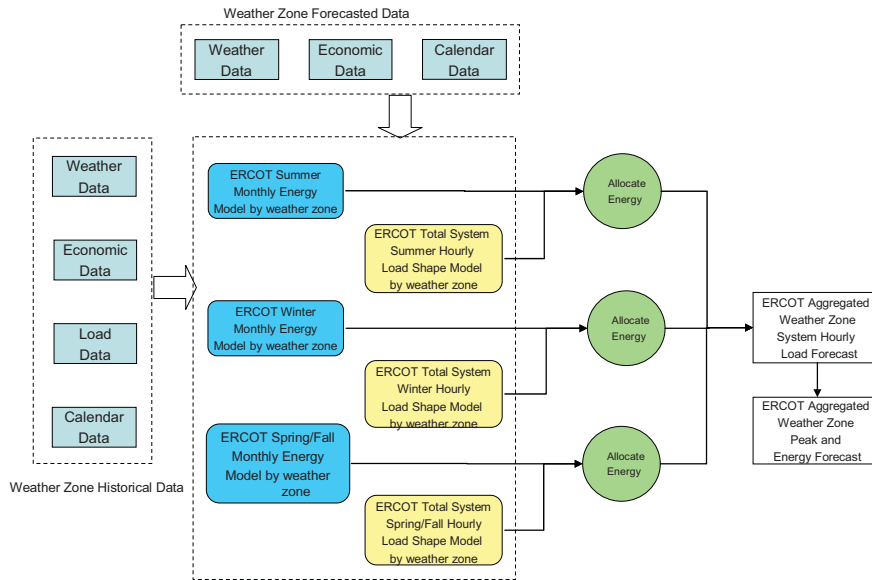 Weather Zone Forecasted Data
Weather
Data
Economic
Data
Calendar
Data
Weather
Data
Economic
Data
Load
Data
Calendar
Data
Weather Zone Historical Data
ERCOT Summer
Monthly Energy
Model by weather zone
ERCOT Total System
Summer Hourly
Load Shape Model
by weather zone
Allocate
Energy
ERCOT Winter
Monthly Energy
Model by weather zone
ERCOT Total System
Winter Hourly
Load Shape Model
by weather zone
Allocate
Energy
ERCOT Spring/Fall
Monthly Energy
Model by weather
zone
ERCOT Total System
Spring/Fall Hourly
Load Shape Model
by weather zone
Allocate
Energy
ERCOT Aggregated
Weather Zone
System Hourly
Load Forecast
ERCOT Aggregated
Weather Zone
Peak and
Energy Forecast